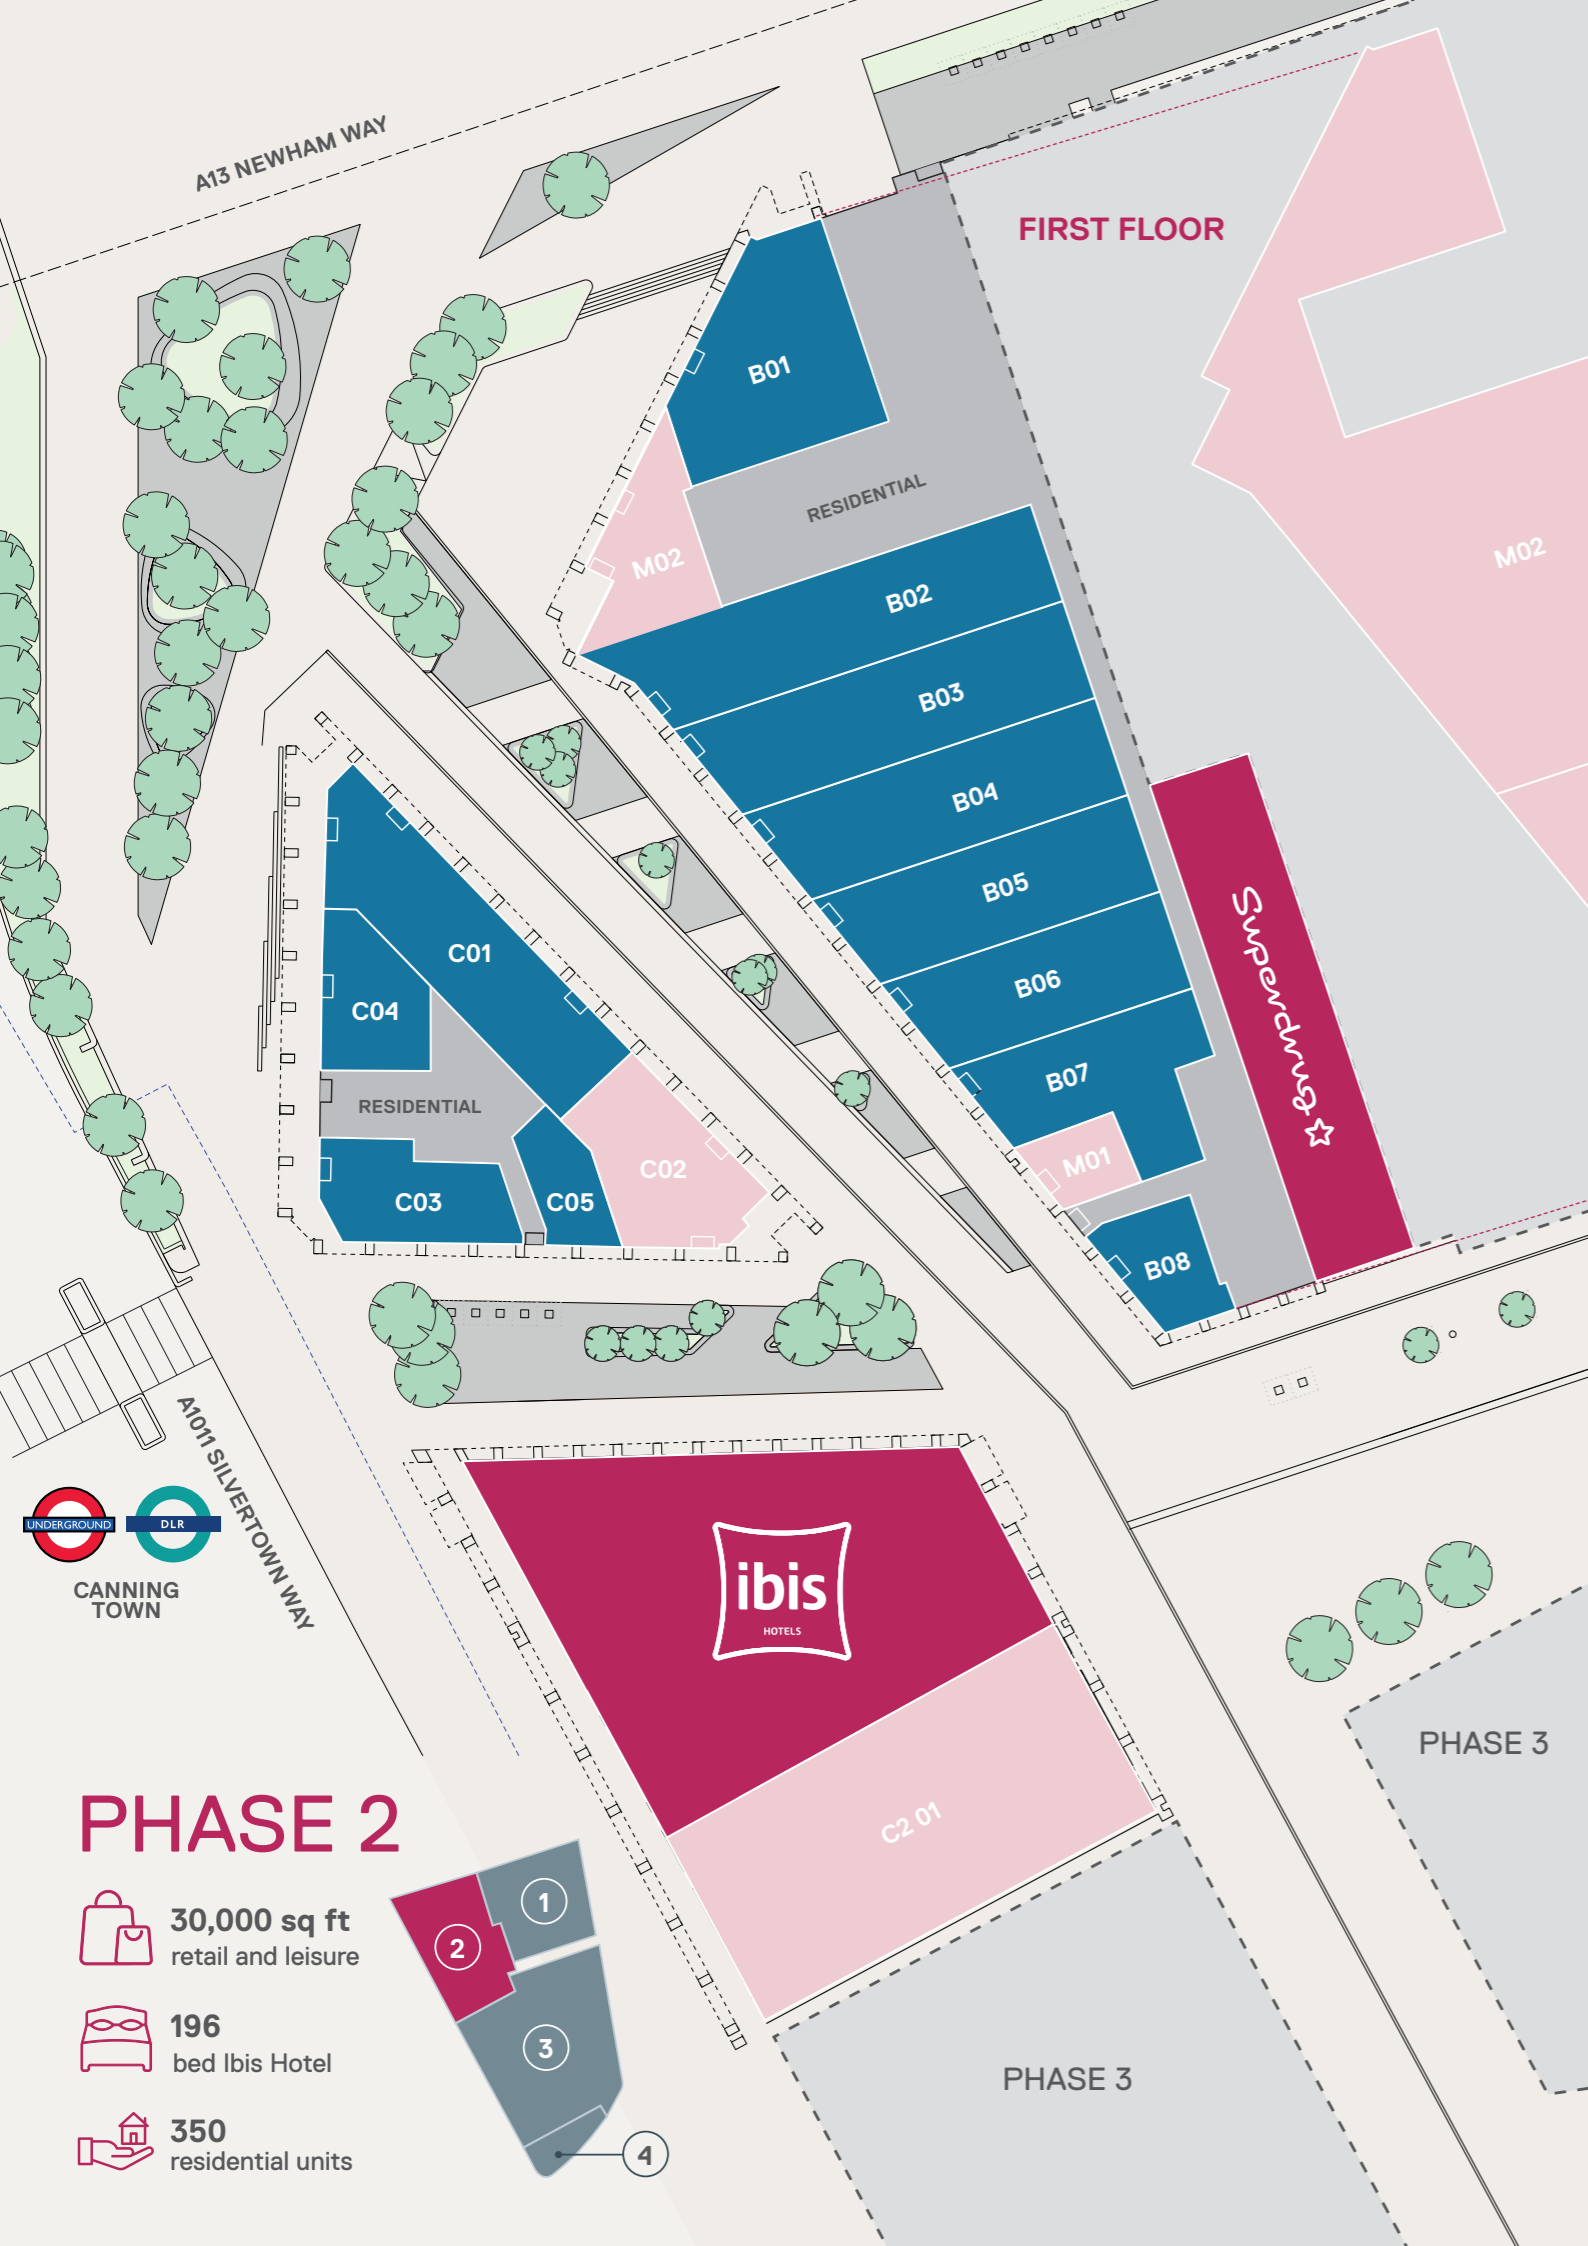 A13 NEWHAM WAY
FIRST FLOOR
B01
RESIDENTIAL
M02
M02
B02
B03
B04
B05
B06
B07
M01
B08
Superdrug
C01
C04
RESIDENTIAL
C03
C05
C02
A1011 SILVERTOWN WAY
UNDERGROUND
DLR
CANNING
TOWN
ibis
HOTELS
C2 01
PHASE 3
PHASE 3
PHASE 2
30,000 sq ft
retail and leisure
196
bed Ibis Hotel
350
residential units
1
2
3
4